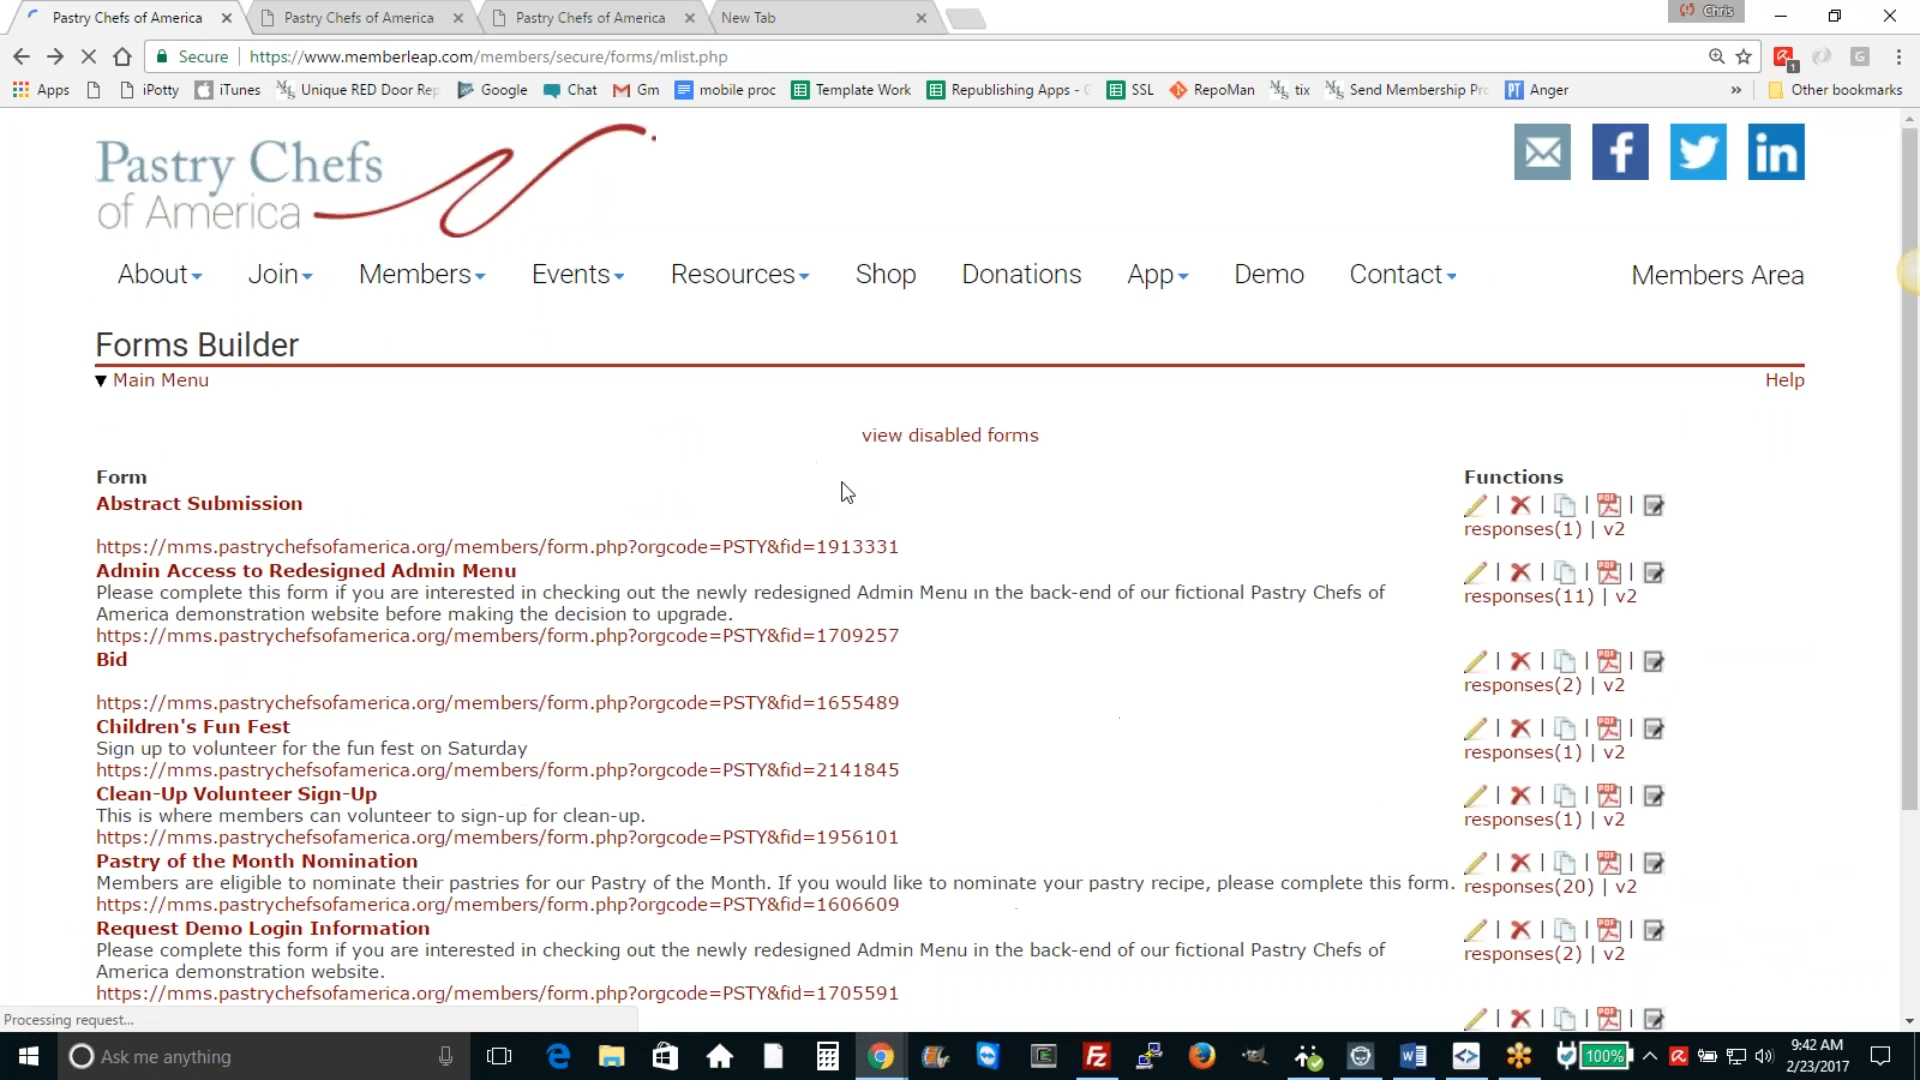 Pastry Chefs of America
Pastry Chefs of America
Pastry Chefs of America
New Tab
Chris
Secure https://www.memberleap.com/members/secure/forms/mlist.php
Apps iPotty iTunes Unique RED Door Rep Google Chat Gm mobile proc Template Work Republishing Apps - SSL RepoMan tix Send Membership Pro Anger » Other bookmarks
Pastry Chefs
of America
About Join Members Events Resources Shop Donations App Demo Contact Members Area
Forms Builder
Main Menu Help
view disabled forms
Form Functions
Abstract Submission
responses(1) | v2
https://mms.pastrychefsofamerica.org/members/form.php?orgcode=PSTY&fid=1913331
Admin Access to Redesigned Admin Menu
Please complete this form if you are interested in checking out the newly redesigned Admin Menu in the back-end of our fictional Pastry Chefs of
responses(11) | v2
America demonstration website before making the decision to upgrade.
https://mms.pastrychefsofamerica.org/members/form.php?orgcode=PSTY&fid=1709257
Bid
responses(2) | v2
https://mms.pastrychefsofamerica.org/members/form.php?orgcode=PSTY&fid=1655489
Children's Fun Fest
Sign up to volunteer for the fun fest on Saturday
responses(1) | v2
https://mms.pastrychefsofamerica.org/members/form.php?orgcode=PSTY&fid=2141845
Clean-Up Volunteer Sign-Up
This is where members can volunteer to sign-up for clean-up.
responses(1) | v2
https://mms.pastrychefsofamerica.org/members/form.php?orgcode=PSTY&fid=1956101
Pastry of the Month Nomination
Members are eligible to nominate their pastries for our Pastry of the Month. If you would like to nominate your pastry recipe, please complete this form.
responses(20) | v2
https://mms.pastrychefsofamerica.org/members/form.php?orgcode=PSTY&fid=1606609
Request Demo Login Information
Please complete this form if you are interested in checking out the newly redesigned Admin Menu in the back-end of our fictional Pastry Chefs of
responses(2) | v2
America demonstration website.
https://mms.pastrychefsofamerica.org/members/form.php?orgcode=PSTY&fid=1705591
Processing request...
Ask me anything
100%
9:42 AM
2/23/2017